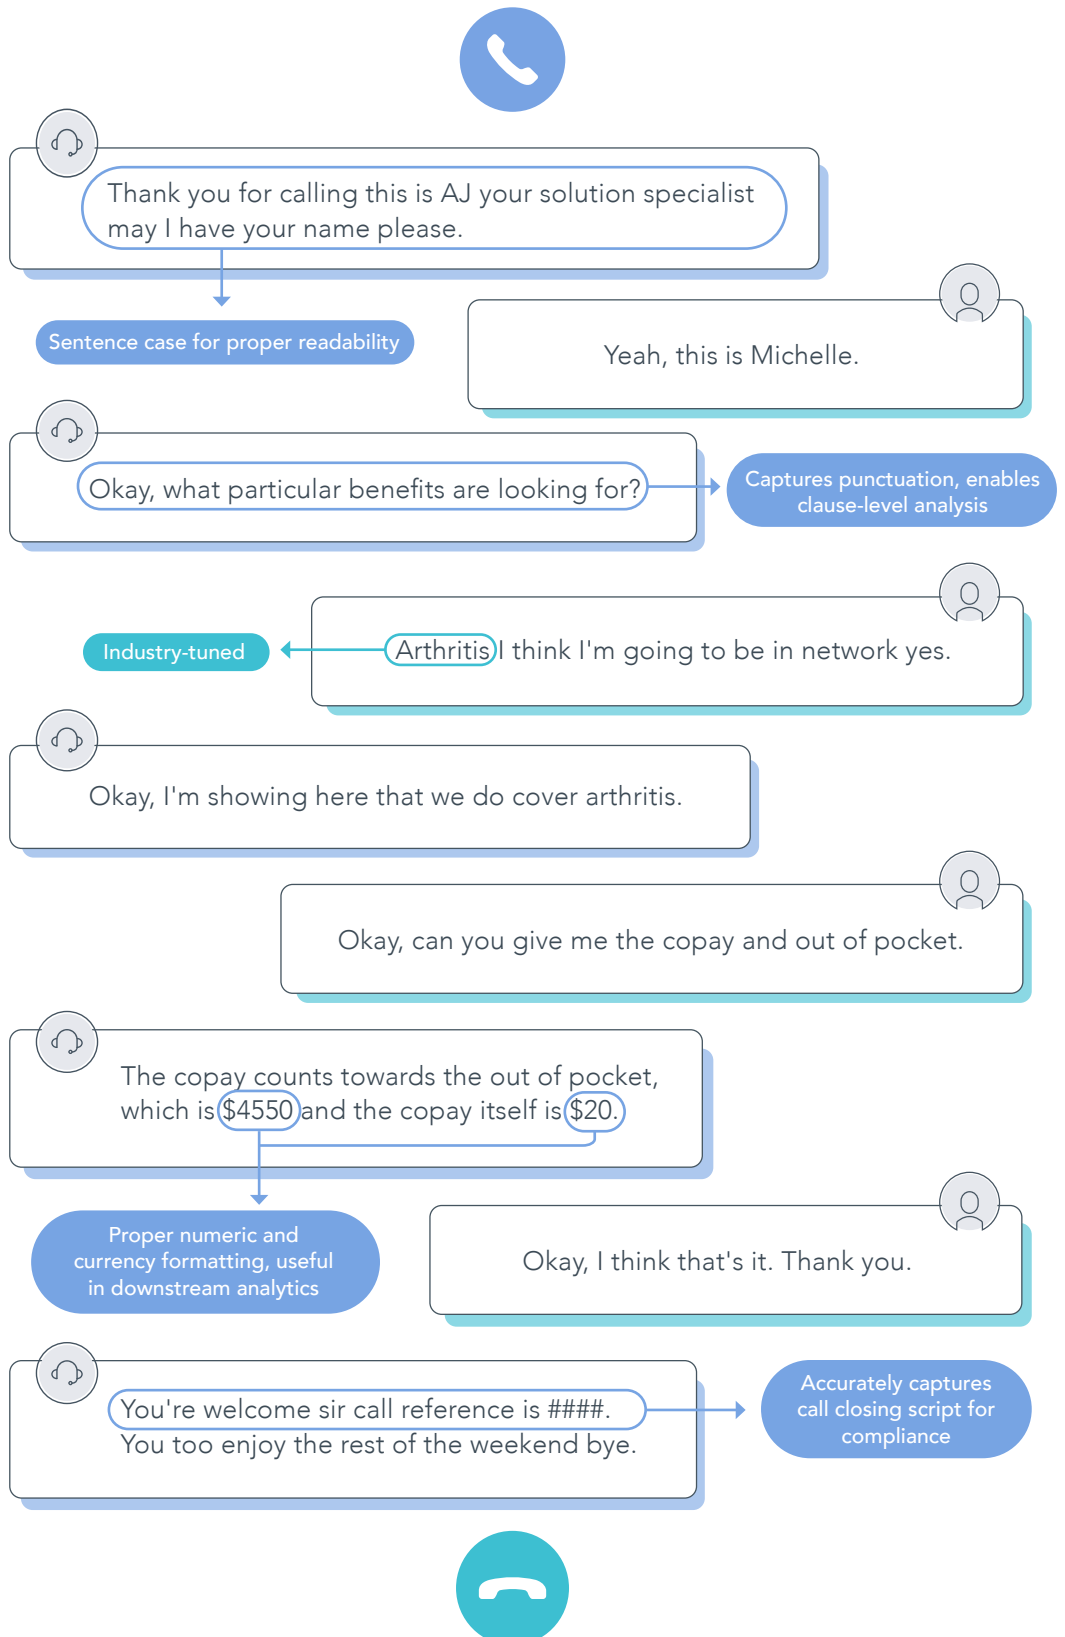 Thank you for calling this is AJ your solution specialist
may I have your name please.
Sentence case for proper readability
Yeah, this is Michelle.
Okay, what particular benefits are looking for?
Captures punctuation, enables
clause-level analysis
Industry-tuned
Arthritis I think I'm going to be in network yes.
Okay, I'm showing here that we do cover arthritis.
Okay, can you give me the copay and out of pocket.
The copay counts towards the out of pocket,
which is $4550 and the copay itself is $20.
Proper numeric and
currency formatting, useful
in downstream analytics
Okay, I think that's it. Thank you.
You're welcome sir call reference is ####.
You too enjoy the rest of the weekend bye.
Accurately captures
call closing script for
compliance